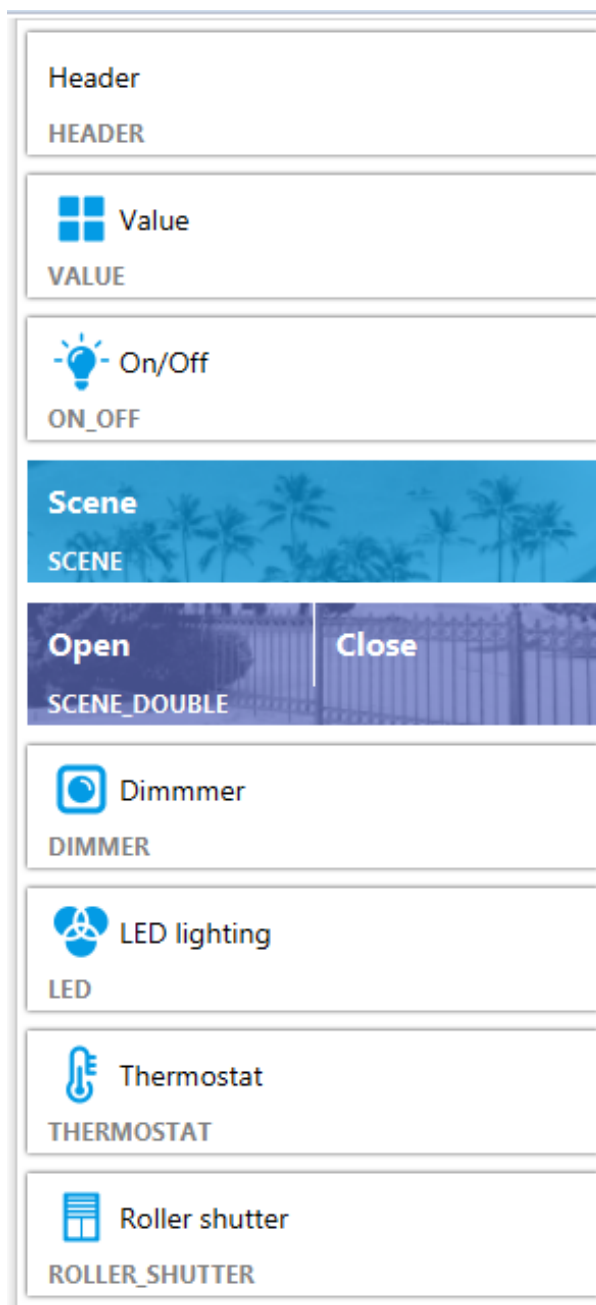 Header
HEADER
Value
VALUE
On/Off
ON_OFF
Scene
SCENE
Open Close
SCENE_DOUBLE
Dimmmer
DIMMER
LED lighting
LED
Thermostat
THERMOSTAT
Roller shutter
ROLLER_SHUTTER